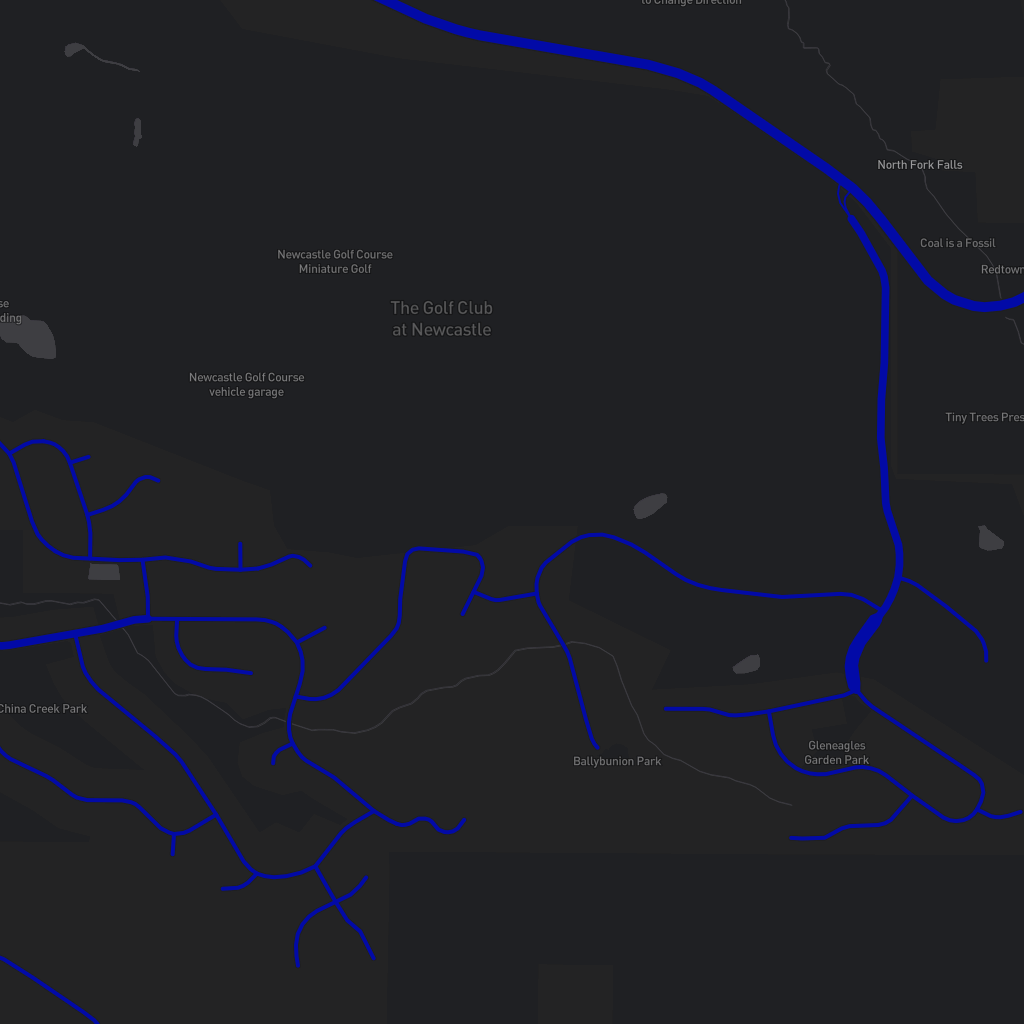 to Change Direction
North Fork Falls
Coal is a Fossil
Newcastle Golf Course
Miniature Golf
Redtown
se
ding
The Golf Club
at Newcastle
Newcastle Golf Course
vehicle garage
Tiny Trees Pres
China Creek Park
Gleneagles
Garden Park
Ballybunion Park